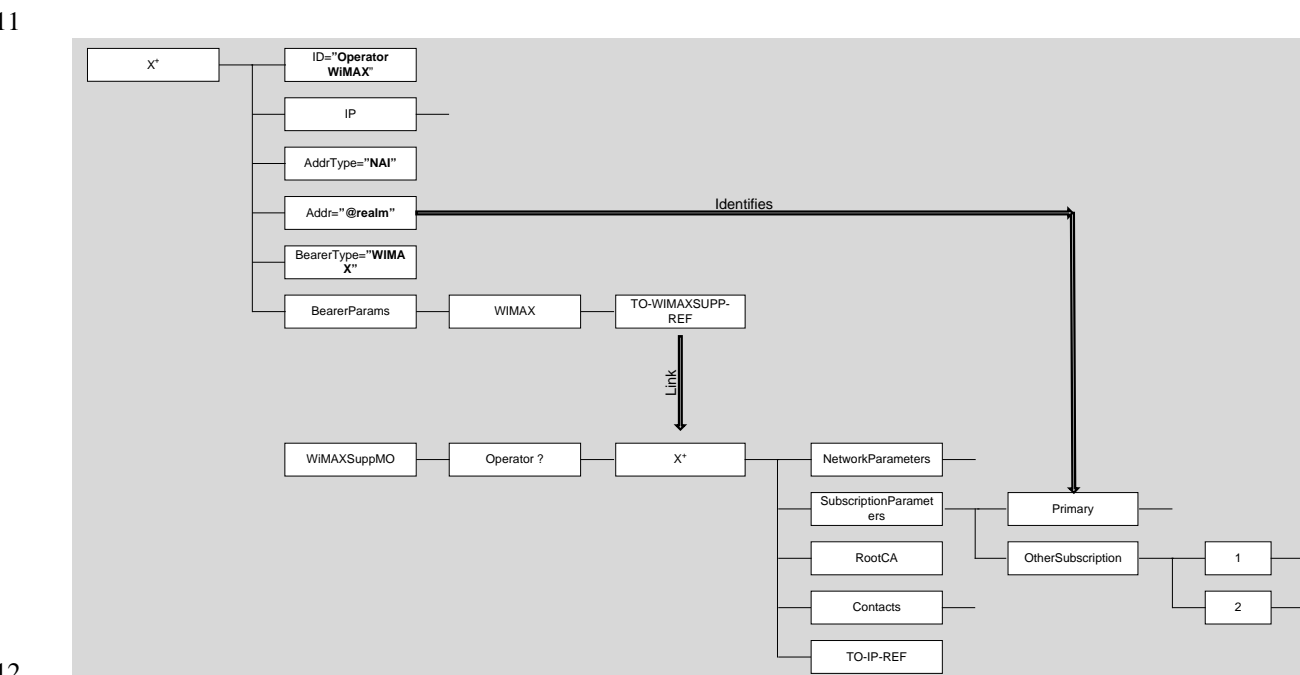 11
X+
ID="Operator
WiMAX"
IP
AddrType="NAI"
Addr="@realm"
Identifies
BearerType="WIMA
X"
BearerParams
WIMAX
TO-WIMAXSUPP-
REF
Link
WiMAXSuppMO
Operator ?
X+
NetworkParameters
SubscriptionParamet
ers
Primary
RootCA
OtherSubscription
1
Contacts
2
TO-IP-REF
12